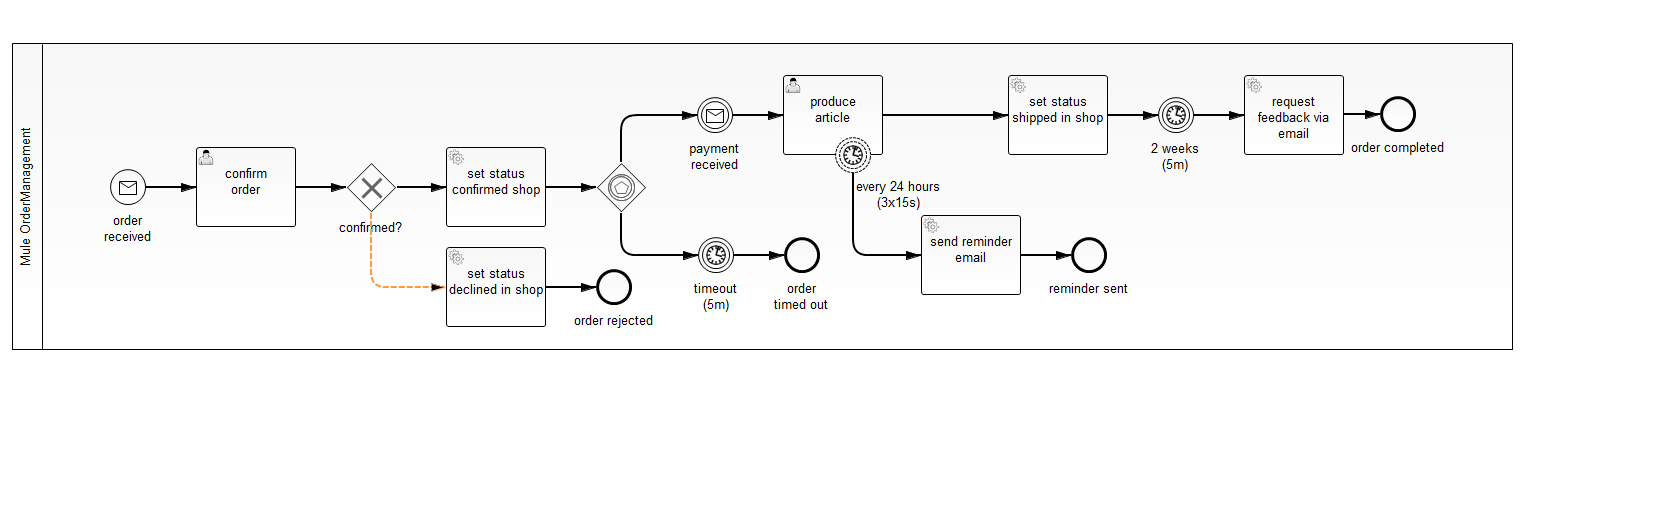 Mule OrderManagement
order
received
confirm
order
confirmed?
set status
confirmed shop
set status
declined in shop
order rejected
payment
received
timeout
(5m)
order
timed out
produce
article
every 24 hours
(3x15s)
send reminder
email
reminder sent
set status
shipped in shop
2 weeks
(5m)
request
feedback via
email
order completed